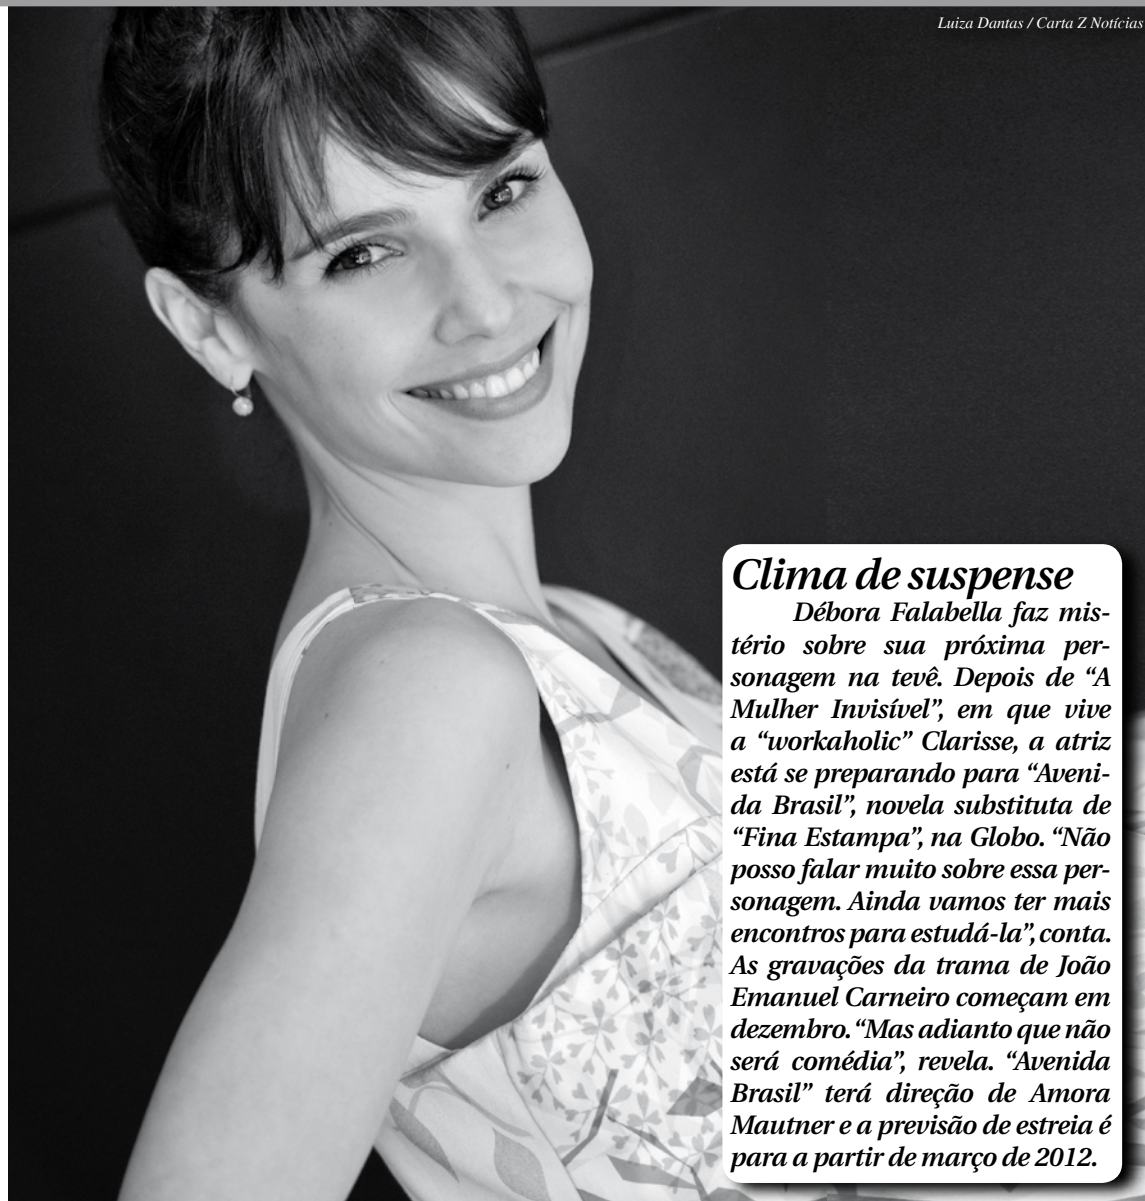 Luiza Dantas / Carta Z Notícias
Clima de suspense
Débora Falabella faz mis-
tério sobre sua próxima per-
sonagem na tevê. Depois de “A
Mulher Invisível”, em que vive
a “workaholic” Clarisse, a atriz
está se preparando para “Aveni-
da Brasil”, novela substituta de
“Fina Estampa”, na Globo. “Não
posso falar muito sobre essa per-
sonagem. Ainda vamos ter mais
encontros para estudá-la”, conta.
As gravações da trama de João
Emanuel Carneiro começam em
dezembro. “Mas adianto que não
será comédia”, revela. “Avenida
Brasil” terá direção de Amora
Mautner e a previsão de estreia é
para a partir de março de 2012.